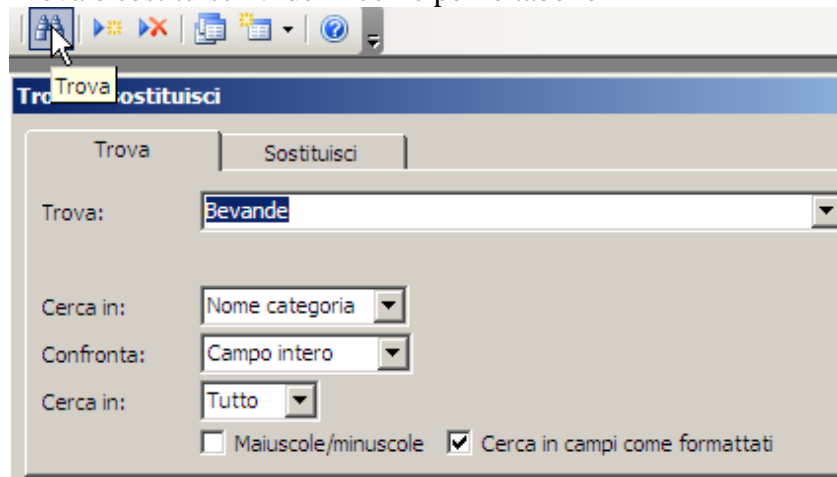 Trova
Trova sostituisci
Trova
Sostituisci
Trova:
Bevande
Cerca in:
Nome categoria
Confronta:
Campo intero
Cerca in:
Tutto
Maiuscole/minuscole
Cerca in campi come formattati